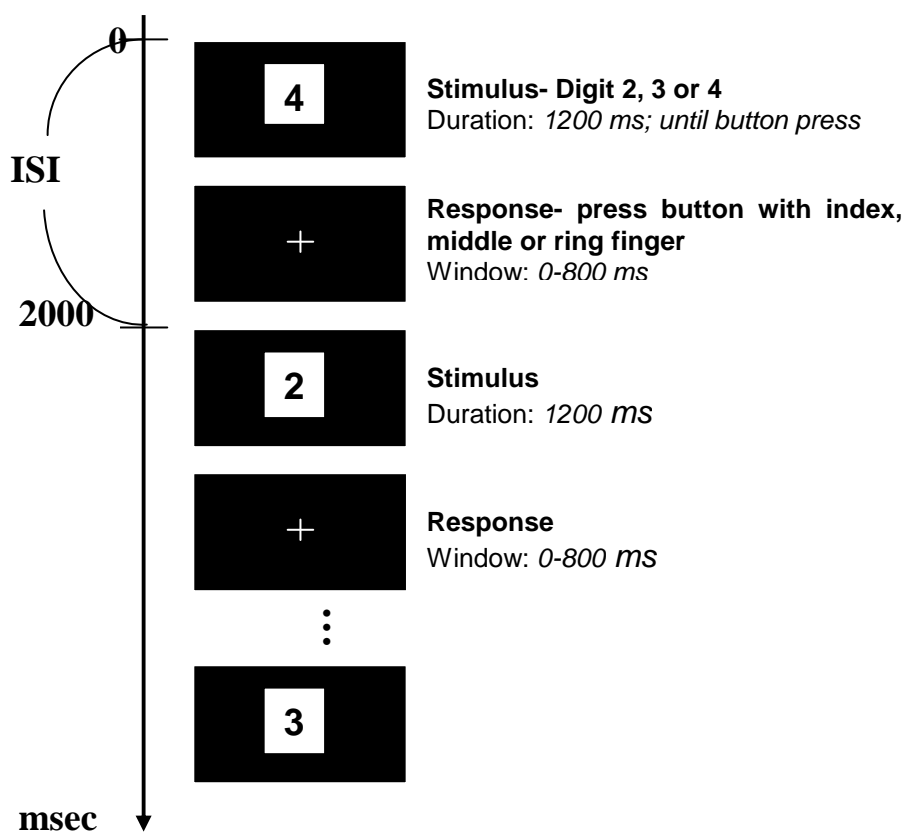 0
4
Stimulus- Digit 2, 3 or 4
Duration: 1200 ms; until button press
ISI
Response- press button with index,
middle or ring finger
Window: 0-800 ms
2000
2
Stimulus
Duration: 1200 ms
Response
Window: 0-800 ms
⋮
3
msec